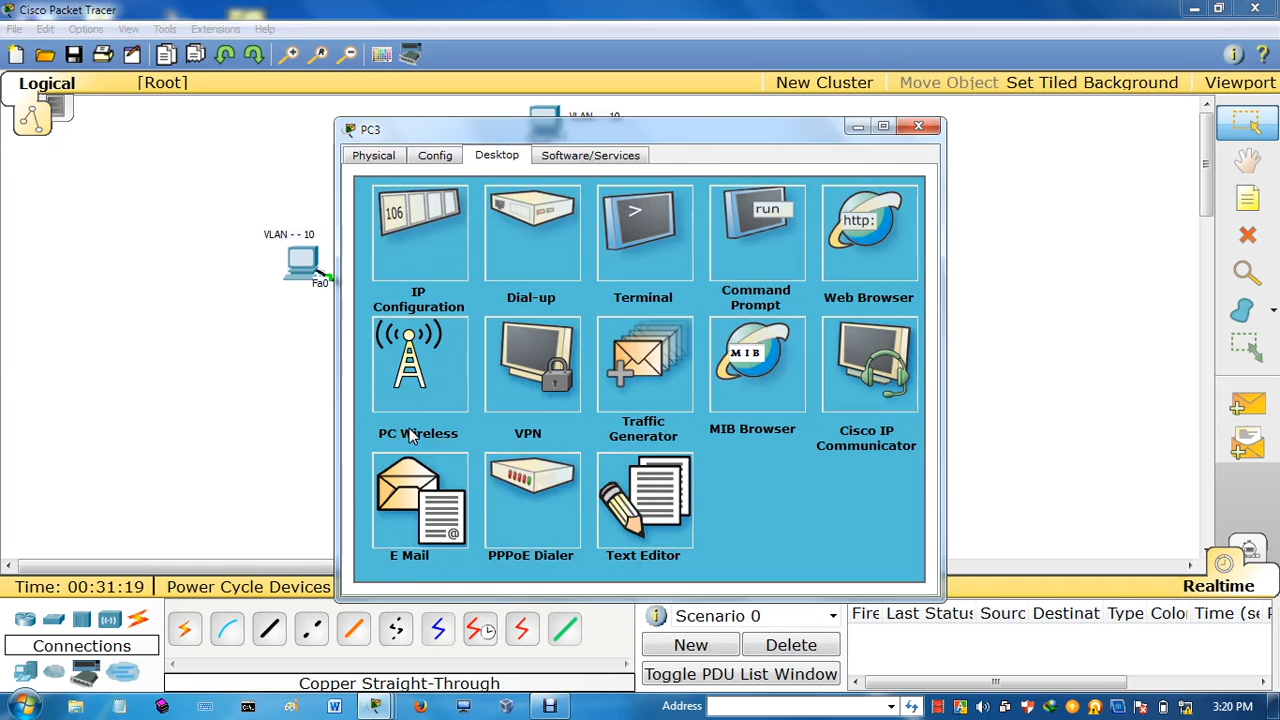 Cisco Packet Tracer
File Edit Options View Tools Extensions Help
Logical [Root] New Cluster Move Object Set Tiled Background Viewport
VLAN - - 10
PC3
Physical Config Desktop Software/Services
106
>
run
http:
IP Configuration
Dial-up
Terminal
Command Prompt
Web Browser
VLAN - - 10
Fa0
MIB
PC Wireless
VPN
Traffic Generator
MIB Browser
Cisco IP Communicator
@
E Mail
PPPoE Dialer
Text Editor
Time: 00:31:19 Power Cycle Devices
Realtime
Scenario 0
Fire Last Status Sourc Destinat Type Colo Time (se
Connections
New Delete
Toggle PDU List Window
Copper Straight-Through
Address
3:20 PM